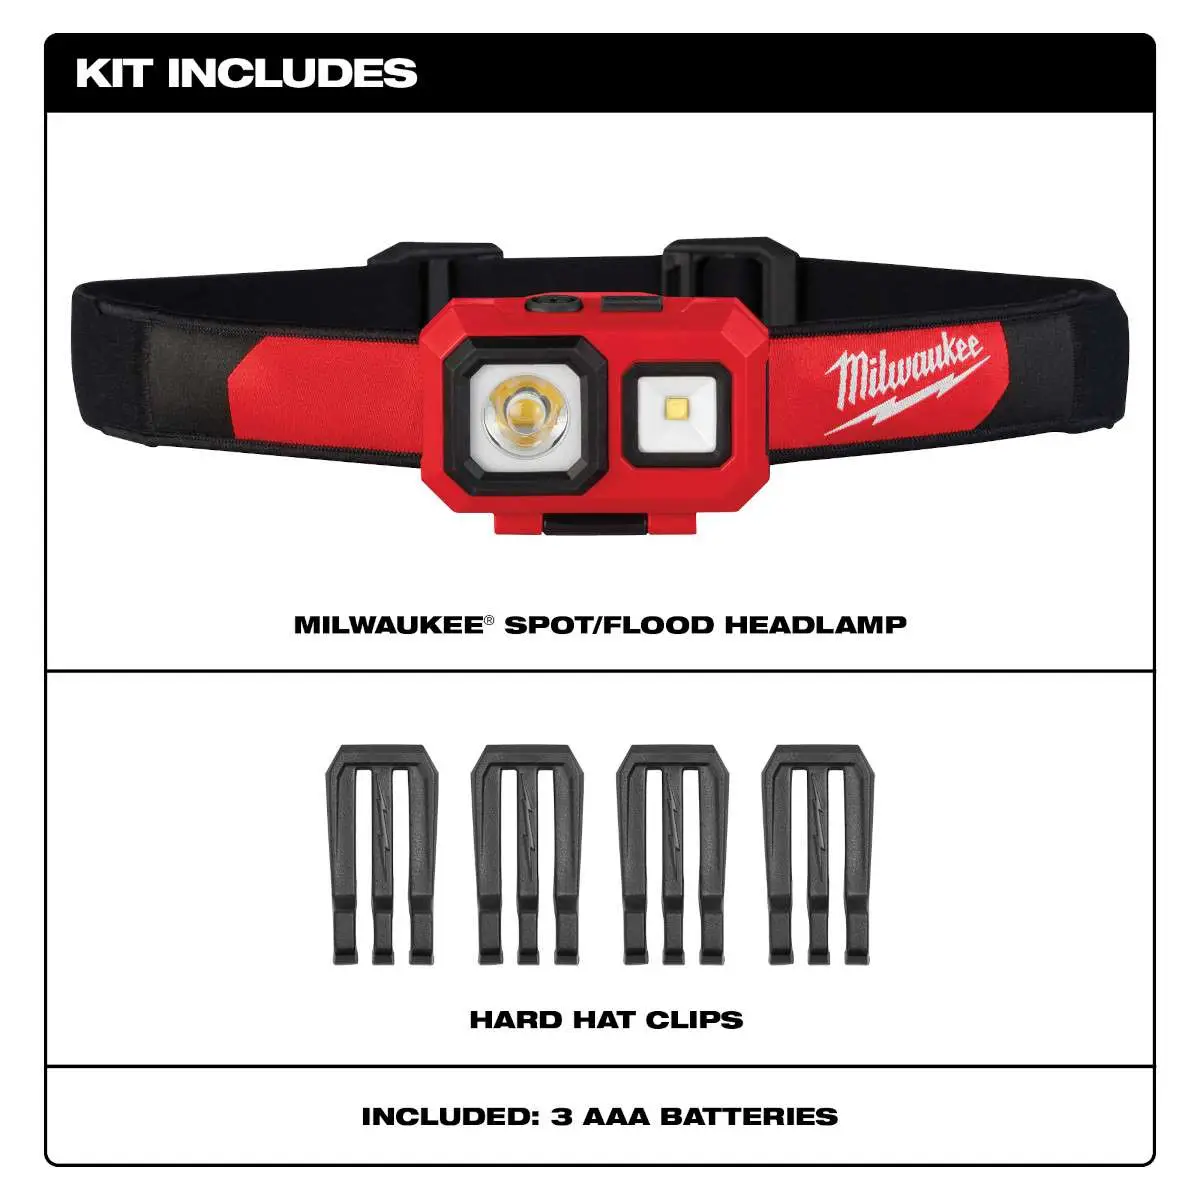 KIT INCLUDES
Milwaukee
MILWAUKEE® SPOT/FLOOD HEADLAMP
HARD HAT CLIPS
INCLUDED: 3 AAA BATTERIES